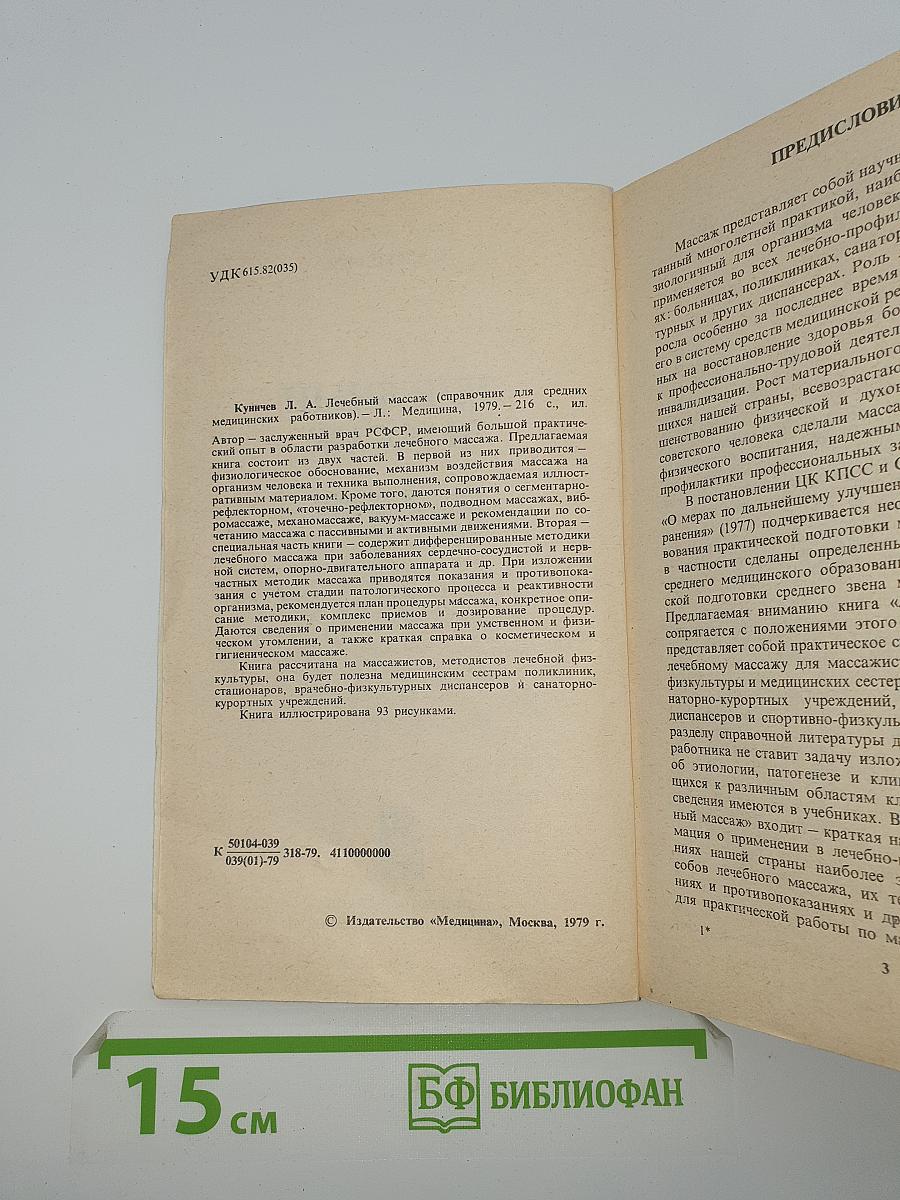 УДК 615.82(035)
Куничев Л. А. Лечебный массаж (справочник для средних
медицинских работников).— Л.: Медицина, 1979.— 216 с., ил.
Автор — заслуженный врач РСФСР, имеющий большой практиче-
ский опыт в области разработки лечебного массажа. Предлагаемая
книга состоит из двух частей. В первой из них приводится —
физиологическое обоснование, механизм воздействия массажа на
организм человека и техника выполнения, сопровождаемая иллюст-
ративным материалом. Кроме того, даются понятия о сегментарно-
рефлекторном, «точечно-рефлекторном», подводном массажах, виб-
ромассаже, механомассаже, вакуум-массаже и рекомендации по со-
четанию массажа с пассивными и активными движениями. Вторая —
специальная часть книги — содержит дифференцированные методики
лечебного массажа при заболеваниях сердечно-сосудистой и нерв-
ной систем, опорно-двигательного аппарата и др. При изложении
частных методик массажа приводятся показания и противопока-
зания с учетом стадии патологического процесса и реактивности
организма, рекомендуется план процедуры массажа, конкретное опи-
сание методики, комплекс приемов и дозирование процедур.
Даются сведения о применении массажа при умственном и физи-
ческом утомлении, а также краткая справка о косметическом и
гигиеническом массаже.
Книга рассчитана на массажистов, методистов лечебной физ-
культуры, она будет полезна медицинским сестрам поликлиник,
стационаров, врачебно-физкультурных диспансеров и санаторно-
курортных учреждений.
Книга иллюстрирована 93 рисунками.
К 50104-039
039(01)-79 318-79. 4110000000
© Издательство «Медицина», Москва, 1979 г.
ПРЕДИСЛОВИ
Массаж представляет собой научн
танный многолетней практикой, наиб
зиологичный для организма человек
применяется во всех лечебно-профил
ях: больницах, поликлиниках, санатор
турных и других диспансерах. Роль
росла особенно за последнее время
его в систему средств медицинской ре
ных на восстановление здоровья бо
к профессионально-трудовой деятел
инвалидизации. Рост материального
щихся нашей страны, всевозрастаю
шенствованию физической и духов
советского человека сделали масса
физического воспитания, надежным
профилактики профессиональных за
В постановлении ЦК КПСС и С
«О мерах по дальнейшему улучшен
ранения» (1977) подчеркивается нес
вования практической подготовки м
в частности сделаны определенны
среднего медицинского образовани
ской подготовки среднего звена м
Предлагаемая вниманию книга «Л
сопрягается с положениями этого
представляет собой практическое с
лечебному массажу для массажист
физкультуры и медицинских сестер
наторно-курортных учреждений,
диспансеров и спортивно-физкуль
разделу справочной литературы д
работника не ставит задачу излож
об этиологии, патогенезе и кли
щихся к различным областям кл
сведения имеются в учебниках. В
ный массаж» входит — краткая на
мация о применении в лечебно-
ниях нашей страны наиболее з
собов лечебного массажа, их те
ниях и противопоказаниях и др
для практической работы по ма
1*
3
15 см
БФ БИБЛИОФАН